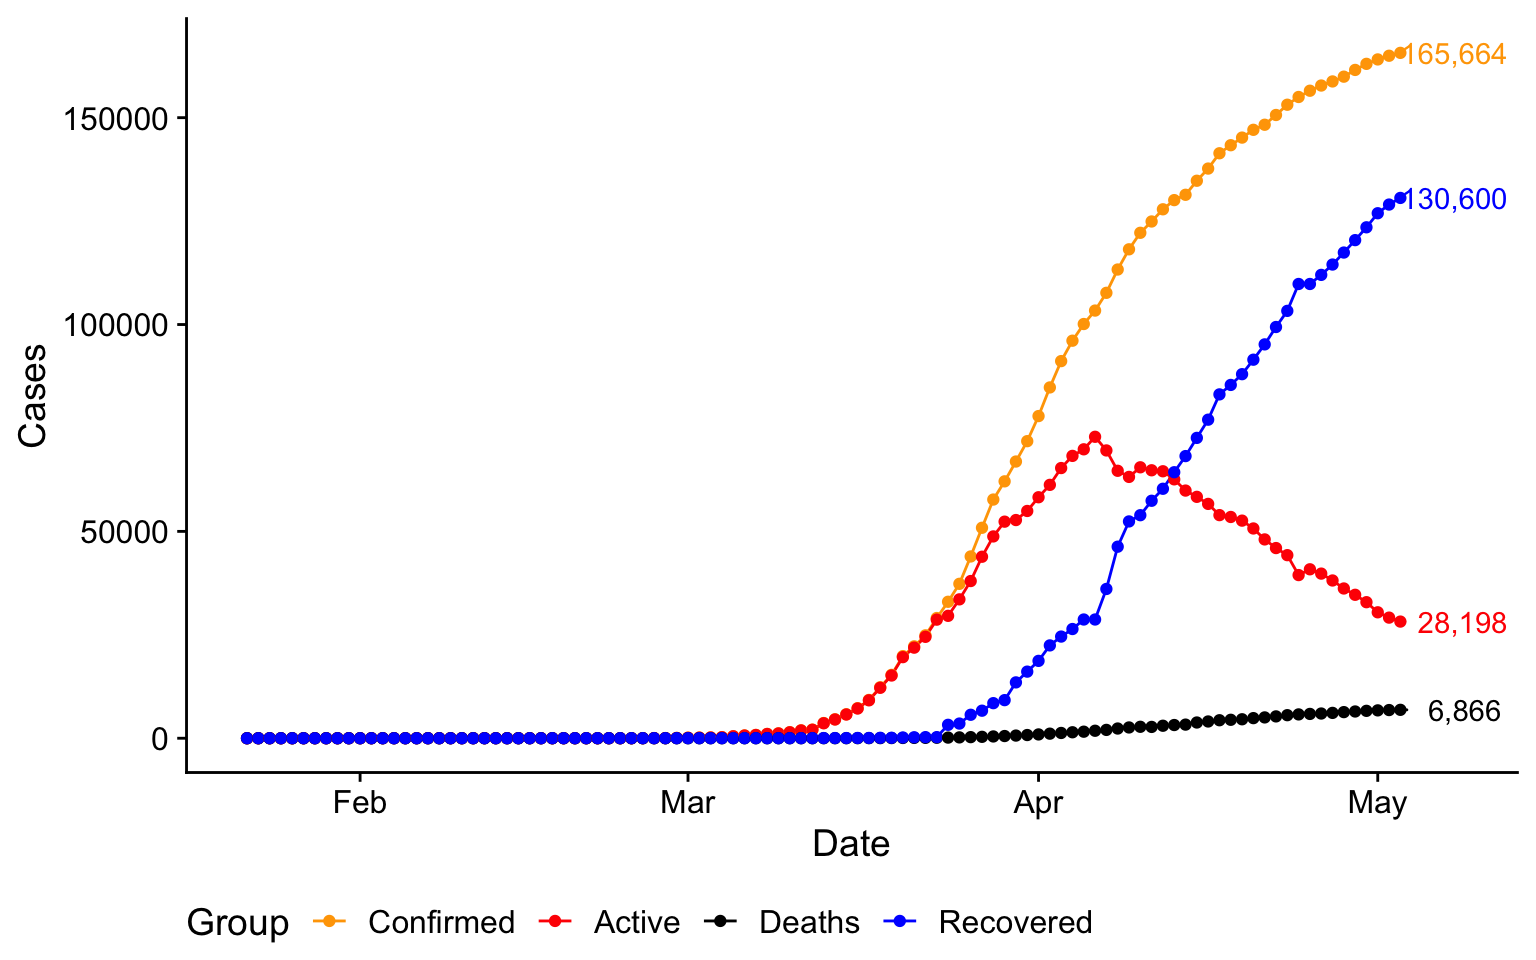 165,664
150000
130,600
100000
Cases
50000
28,198
6,866
0
Feb Mar Apr May
Date
Group Confirmed Active Deaths Recovered